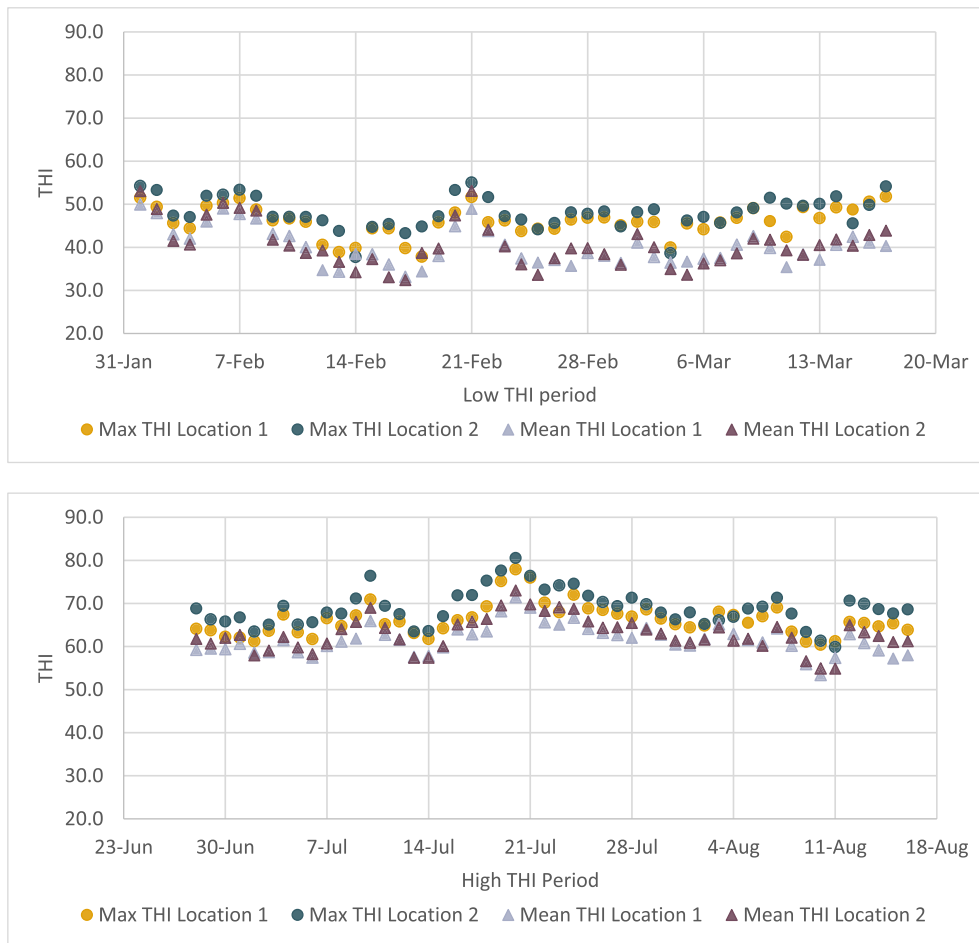 90.0
80.0
70.0
60.0
50.0
40.0
30.0
20.0
THI
31-Jan 7-Feb 14-Feb 21-Feb 28-Feb 6-Mar 13-Mar 20-Mar
Low THI period
Max THI Location 1 Max THI Location 2 Mean THI Location 1 Mean THI Location 2
90.0
80.0
70.0
60.0
50.0
40.0
30.0
20.0
THI
23-Jun 30-Jun 7-Jul 14-Jul 21-Jul 28-Jul 4-Aug 11-Aug 18-Aug
High THI Period
Max THI Location 1 Max THI Location 2 Mean THI Location 1 Mean THI Location 2